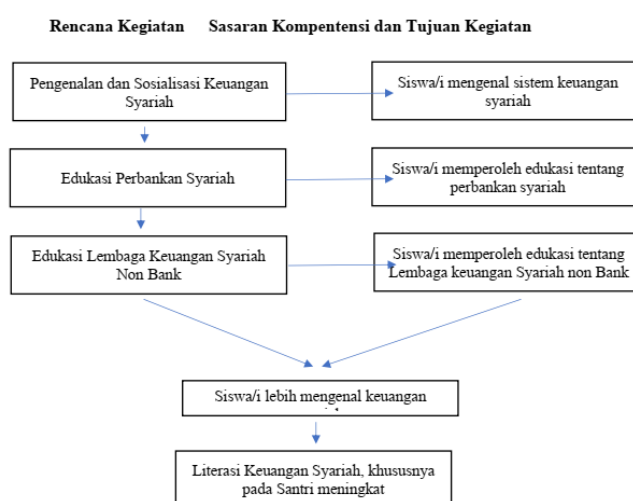 Rencana Kegiatan Sasaran Kompentensi dan Tujuan Kegiatan
Pengenalan dan Sosialisasi Keuangan
Syariah
Siswa/i mengenal sistem keuangan
syariah
Edukasi Perbankan Syariah
Siswa/i memperoleh edukasi tentang
perbankan syariah
Edukasi Lembaga Keuangan Syariah
Non Bank
Siswa/i memperoleh edukasi tentang
Lembaga keuangan Syariah non Bank
Siswa/i lebih mengenal keuangan
Literasi Keuangan Syariah, khususnya
pada Santri meningkat